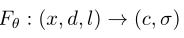 F_θ : (x, d, l) → (c, σ)